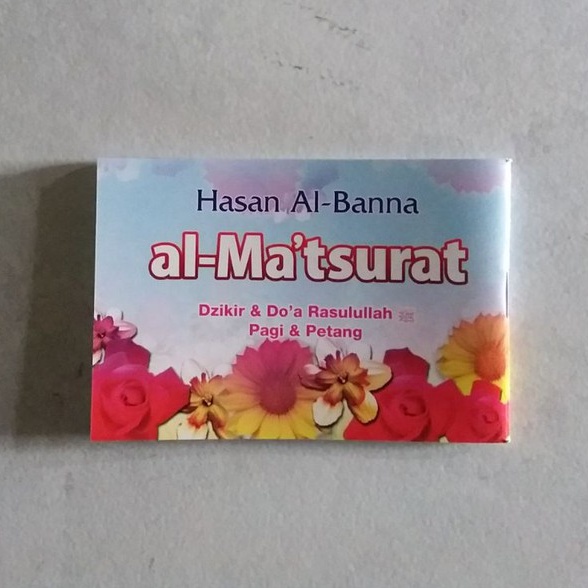 Hasan Al-Banna
al-Ma'tsurat
Dzikir & Do'a Rasulullah ﷺ
Pagi & Petang